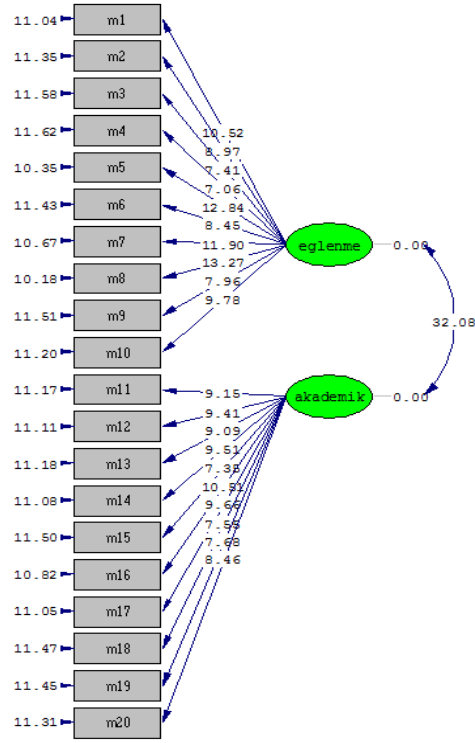 11.04 m1
11.35 m2
11.58 m3
11.62 m4
10.35 m5
11.43 m6
10.67 m7
10.18 m8
11.51 m9
11.20 m10
11.17 m11
11.11 m12
11.18 m13
11.08 m14
11.50 m15
10.82 m16
11.05 m17
11.47 m18
11.45 m19
11.31 m20
10.52
8.97
7.41
7.06
12.84
8.45
11.90
13.27
7.96
9.78
9.15
9.41
9.09
9.51
7.35
10.51
9.66
7.55
7.68
8.46
eglenme 0.00
akademik 0.00
32.08